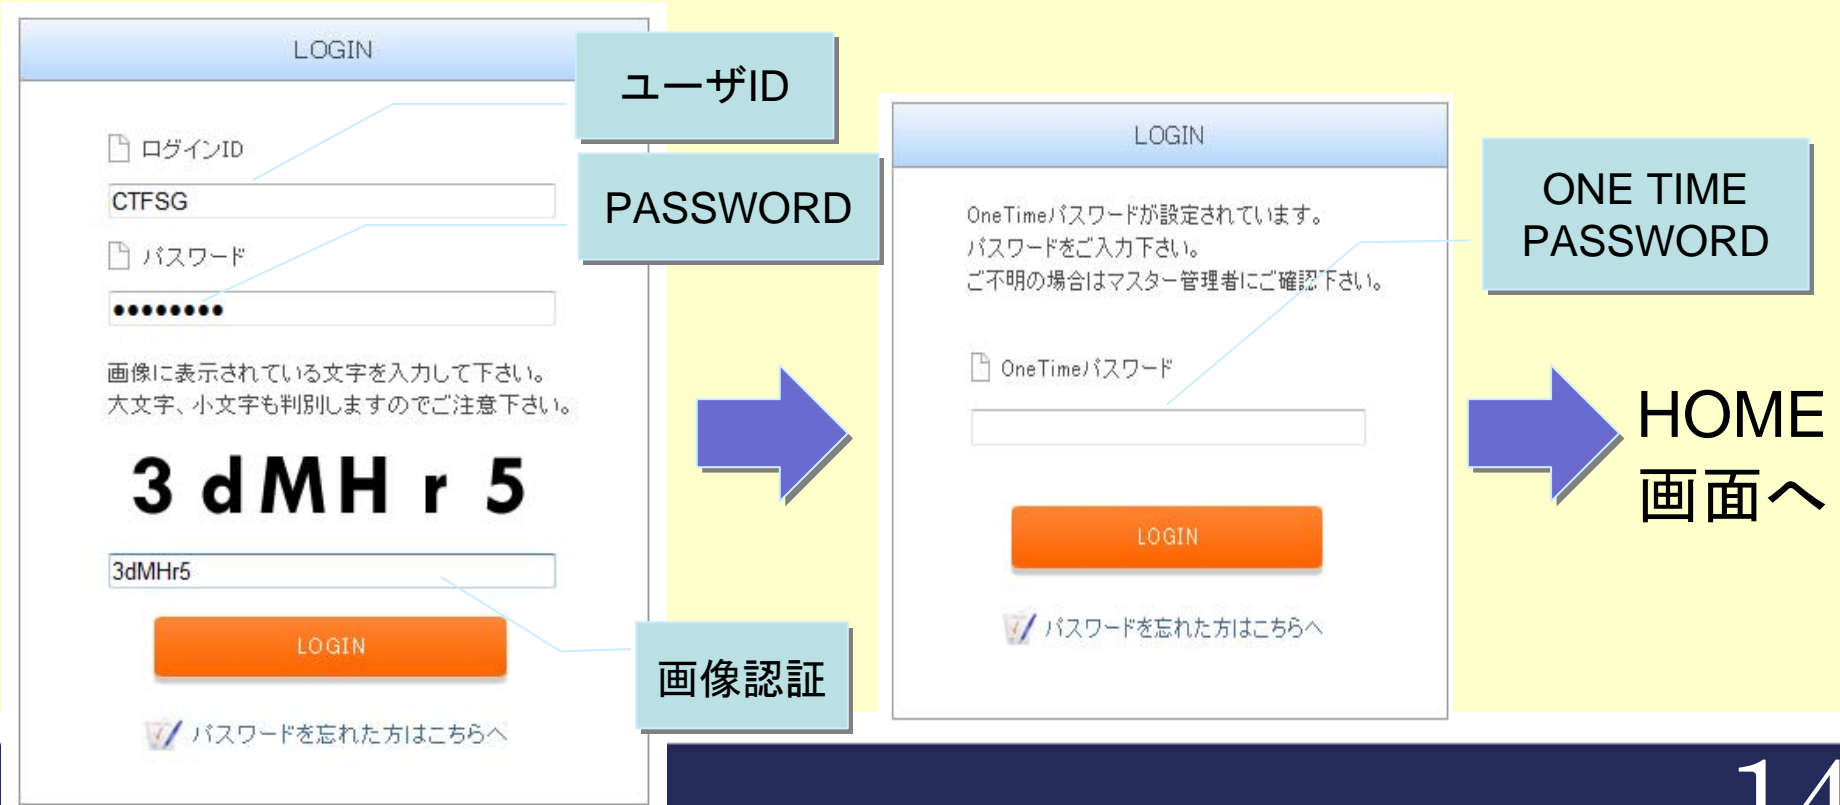 LOGIN
ユーザID
ログインID
CTFSG
PASSWORD
パスワード
●●●●●●●●
画像に表示されている文字を入力して下さい。
大文字、小文字も判別しますのでご注意下さい。
3 d M H r 5
3dMHr5
LOGIN
画像認証
パスワードを忘れた方はこちらへ
LOGIN
OneTimeパスワードが設定されています。
パスワードをご入力下さい。
ご不明の場合はマスター管理者にご確認下さい。
ONE TIME
PASSWORD
OneTimeパスワード
LOGIN
パスワードを忘れた方はこちらへ
HOME
画面へ
14